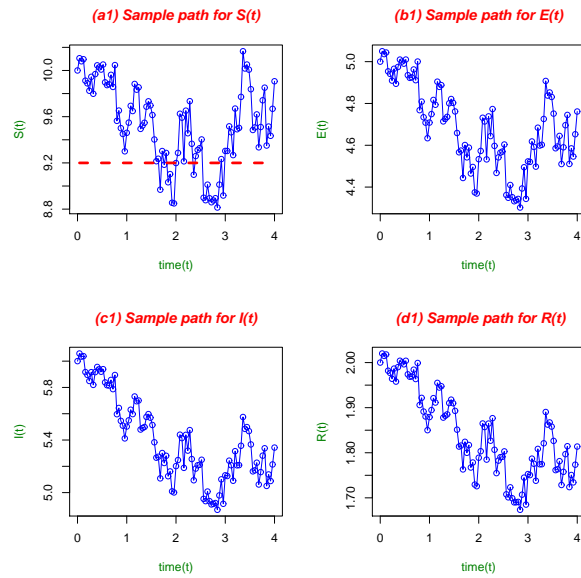 (a1) Sample path for S(t)
S(t)
10.0
9.6
9.2
8.8
0 1 2 3 4
time(t)
(b1) Sample path for E(t)
E(t)
5.0
4.8
4.6
4.4
0 1 2 3 4
time(t)
(c1) Sample path for I(t)
I(t)
5.8
5.4
5.0
0 1 2 3 4
time(t)
(d1) Sample path for R(t)
R(t)
2.00
1.90
1.80
1.70
0 1 2 3 4
time(t)